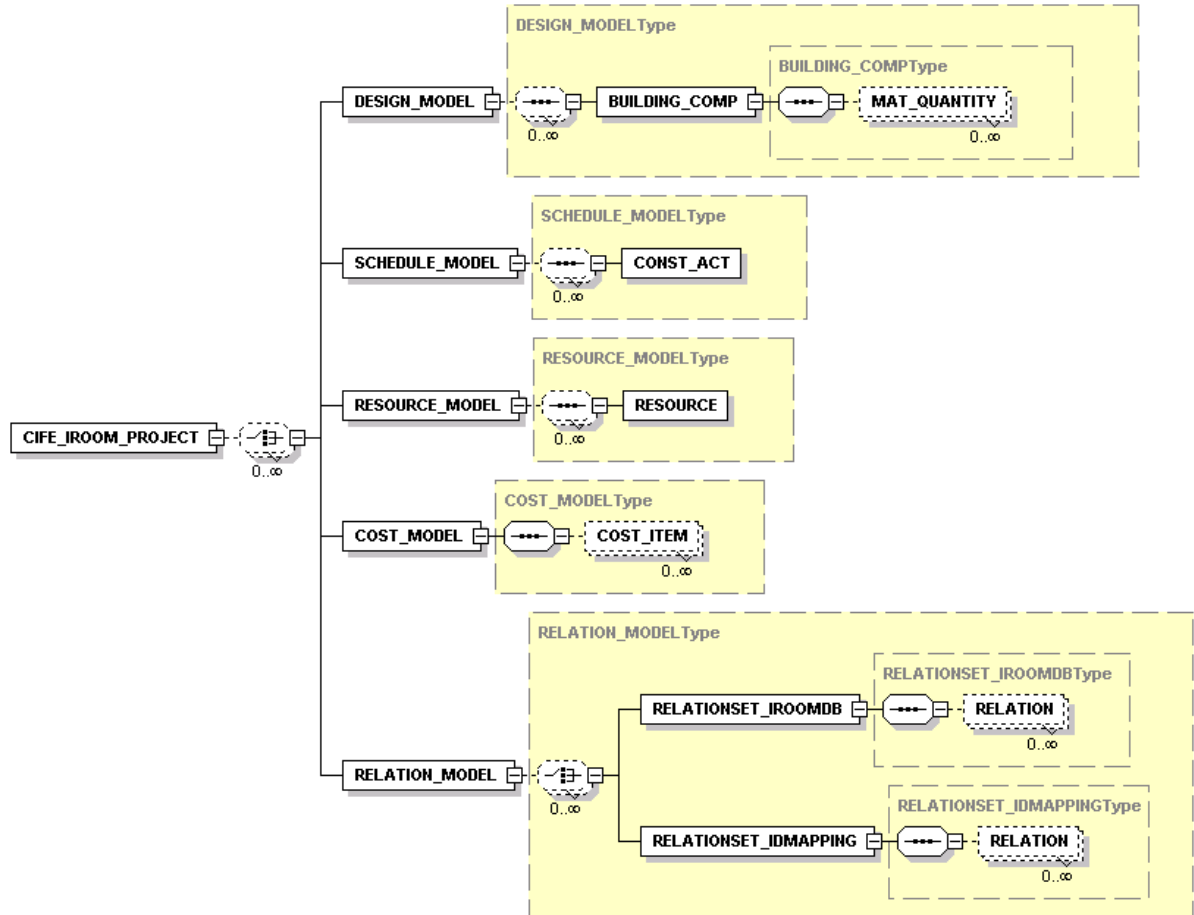 DESIGN_MODELType
BUILDING_COMPType
DESIGN_MODEL
BUILDING_COMP
MAT_QUANTITY
0..∞
0..∞
SCHEDULE_MODELType
SCHEDULE_MODEL
CONST_ACT
0..∞
RESOURCE_MODELType
RESOURCE_MODEL
RESOURCE
0..∞
CIFE_IROOM_PROJECT
0..∞
COST_MODELType
COST_MODEL
COST_ITEM
0..∞
RELATION_MODELType
RELATIONSET_IROOMDBType
RELATIONSET_IROOMDB
RELATION
0..∞
RELATION_MODEL
0..∞
RELATIONSET_IDMAPPINGType
RELATIONSET_IDMAPPING
RELATION
0..∞